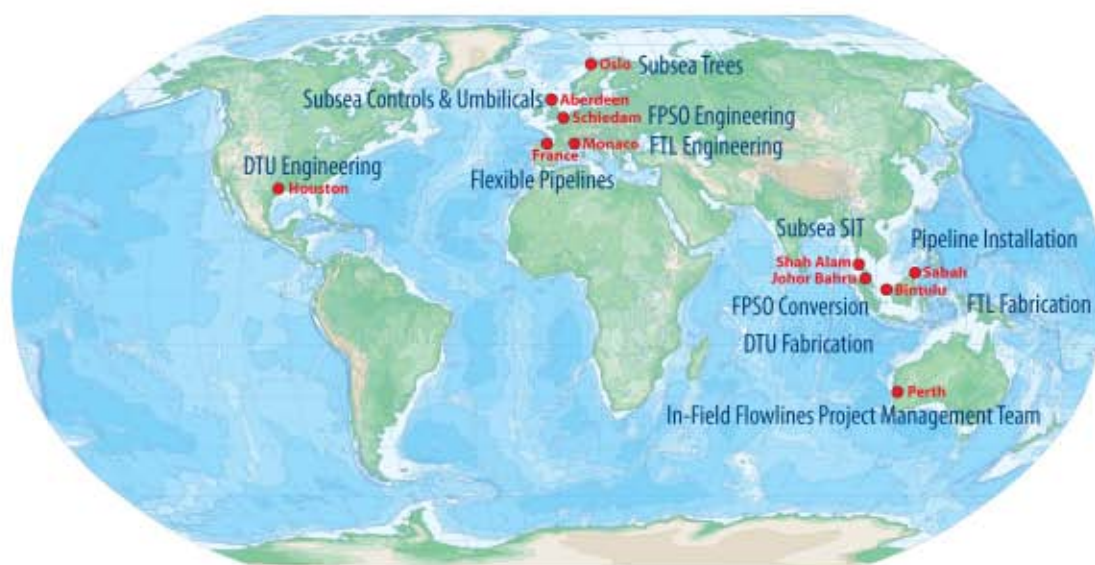 Oslo Subsea Trees
Subsea Controls & Umbilicals Aberdeen
Schiedam FPSO Engineering
Monaco FTL Engineering
France
Flexible Pipelines
DTU Engineering
Houston
Subsea SIT
Pipeline Installation
Shah Alam
Sabah
Johor Bahru
Bintulu
FPSO Conversion
FTL Fabrication
DTU Fabrication
Perth
In-Field Flowlines Project Management Team